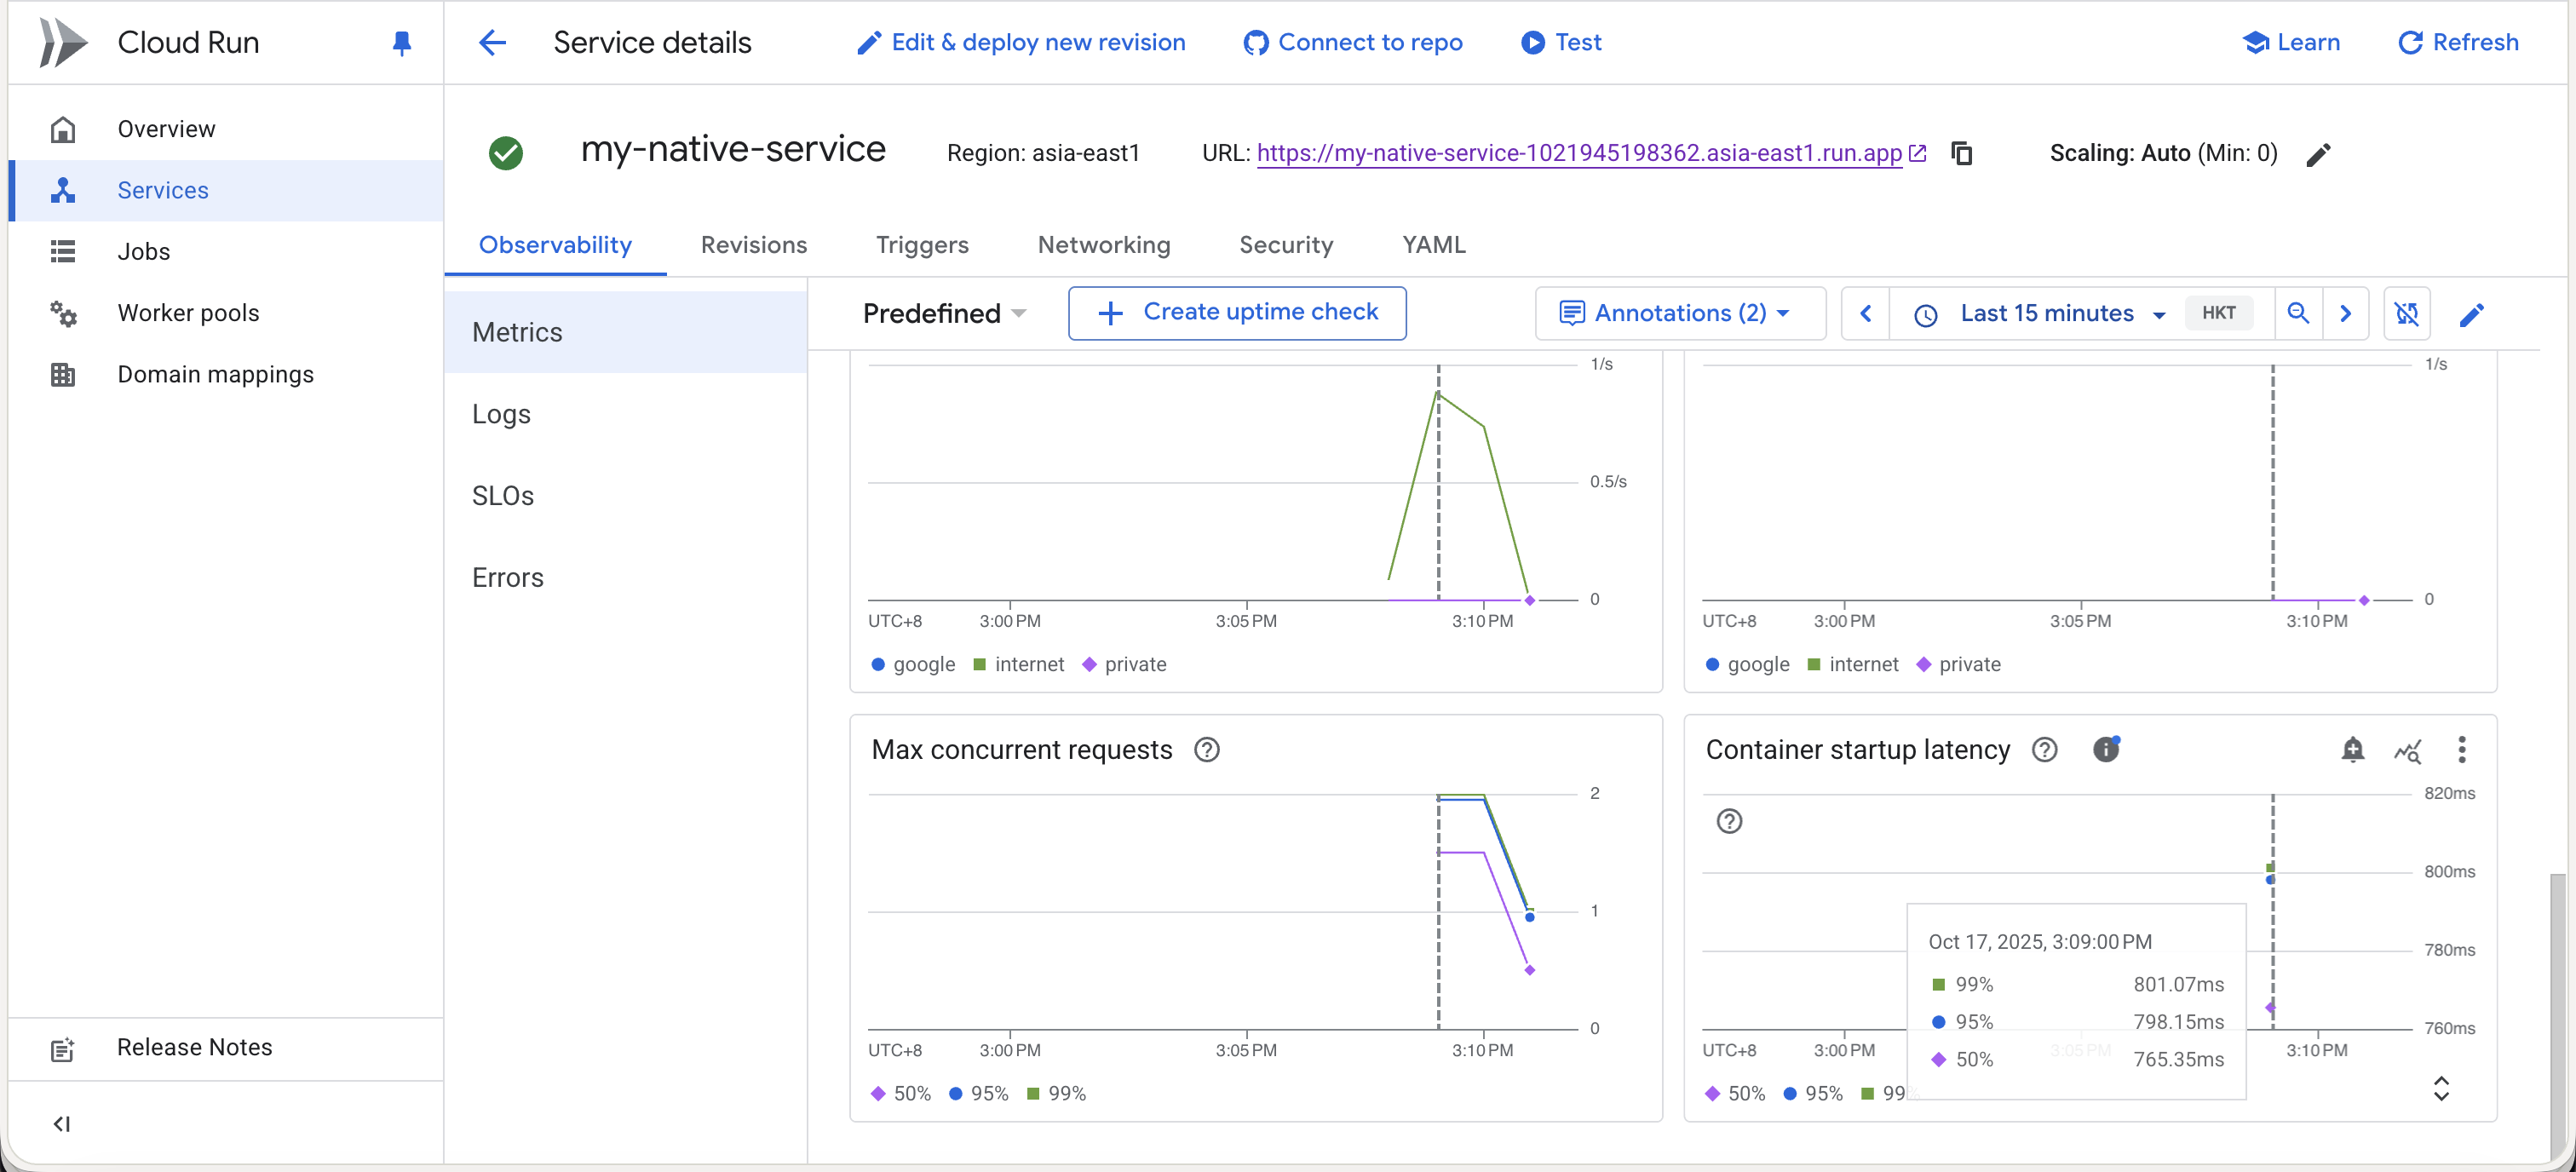 Cloud Run
Service details
Edit & deploy new revision
Connect to repo
Test
Learn
Refresh
Overview
Services
Jobs
Worker pools
Domain mappings
Release Notes
my-native-service
Region: asia-east1
URL: https://my-native-service-1021945198362.asia-east1.run.app
Scaling: Auto (Min: 0)
Observability
Revisions
Triggers
Networking
Security
YAML
Metrics
Logs
SLOs
Errors
Predefined
Create uptime check
Annotations (2)
Last 15 minutes
HKT
1/s
0.5/s
0
UTC+8
3:00 PM
3:05 PM
3:10 PM
google
internet
private
1/s
0
UTC+8
3:00 PM
3:05 PM
3:10 PM
google
internet
private
Max concurrent requests
2
1
0
UTC+8
3:00 PM
3:05 PM
3:10 PM
50%
95%
99%
Container startup latency
820ms
800ms
780ms
760ms
UTC+8
3:00 PM
3:05 PM
3:10 PM
50%
95%
99%
Oct 17, 2025, 3:09:00 PM
99% 801.07ms
95% 798.15ms
50% 765.35ms